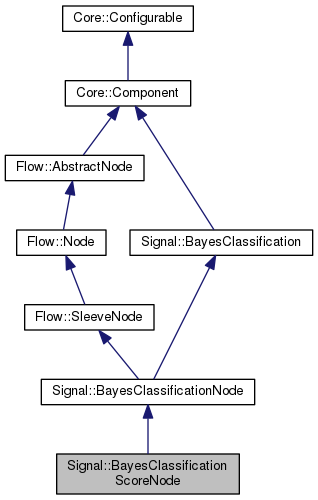 Core::Configurable
Core::Component
Flow::AbstractNode
Flow::Node
Signal::BayesClassification
Flow::SleeveNode
Signal::BayesClassificationNode
Signal::BayesClassification
ScoreNode